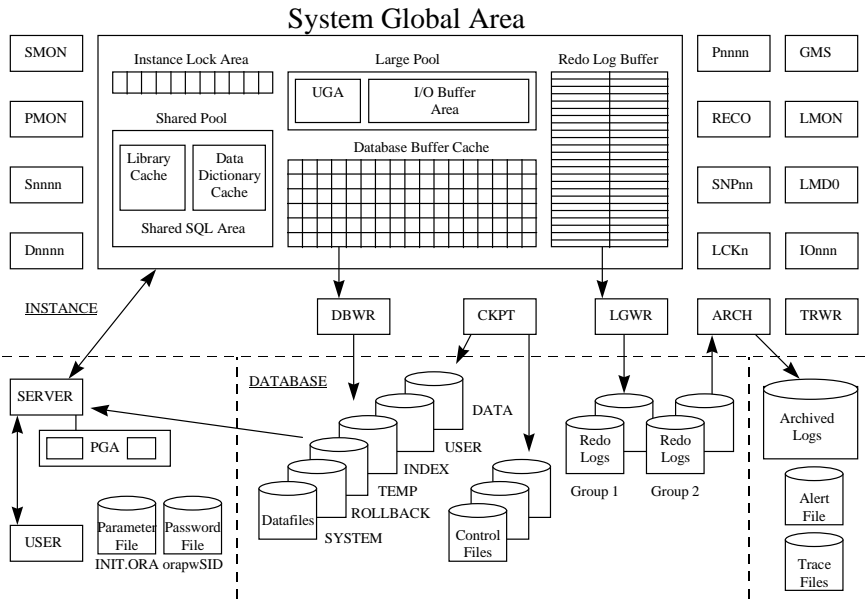 System Global Area
SMON
PMON
Snnnn
Dnnnn
Instance Lock Area
Large Pool
Redo Log Buffer
UGA
I/O Buffer
Area
Shared Pool
Library
Cache
Data
Dictionary
Cache
Shared SQL Area
Database Buffer Cache
Pnnnn
GMS
RECO
LMON
SNPnn
LMD0
LCKn
IOnnn
INSTANCE
DBWR
CKPT
LGWR
ARCH
TRWR
SERVER
PGA
USER
Parameter
File
INIT.ORA
Password
File
orapwSID
DATABASE
DATA
USER
INDEX
TEMP
ROLLBACK
SYSTEM
Datafiles
Control
Files
Redo
Logs
Group 1
Redo
Logs
Group 2
Archived
Logs
Alert
File
Trace
Files